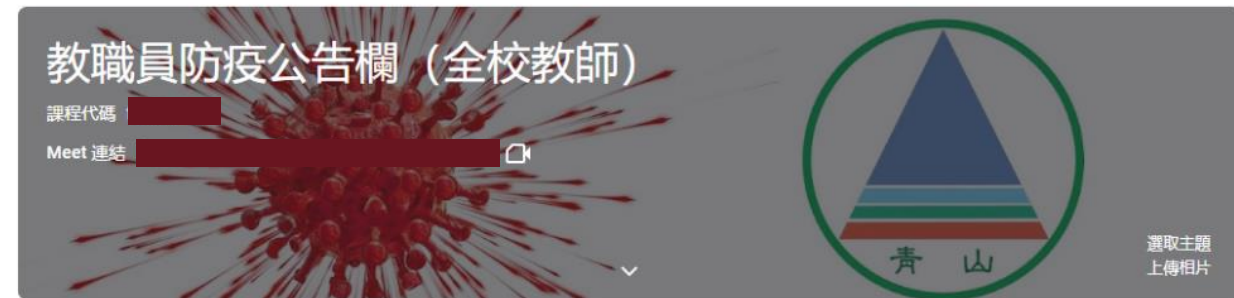 教職員防疫公告欄（全校教師）
課程代碼
Meet 連結
青 山
選取主題
上傳相片